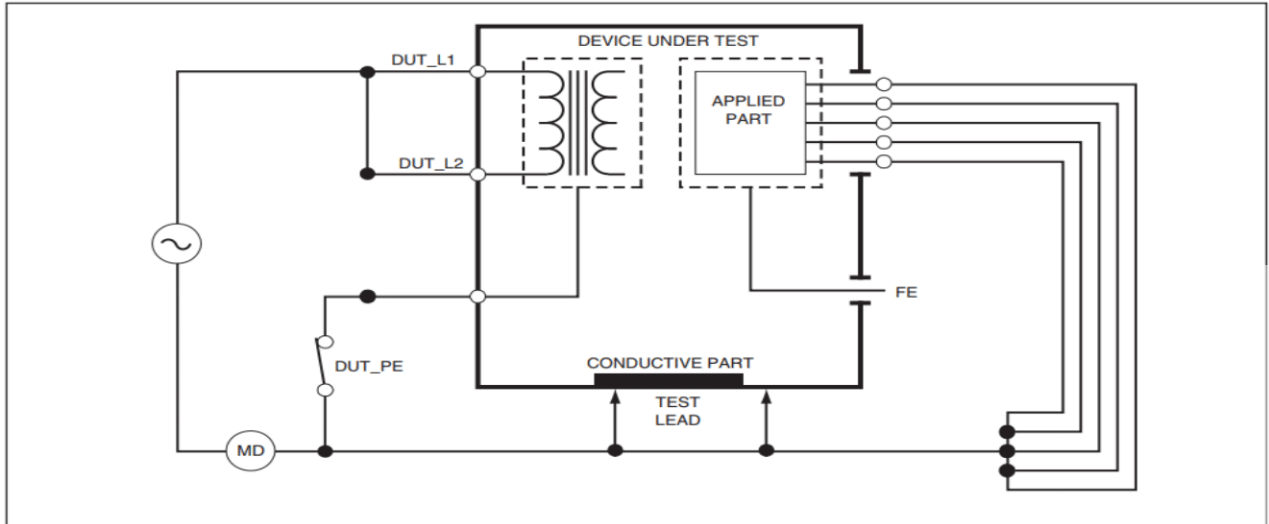 DEVICE UNDER TEST
DUT_L1
APPLIED
PART
DUT_L2
FE
DUT_PE
CONDUCTIVE PART
TEST
LEAD
MD